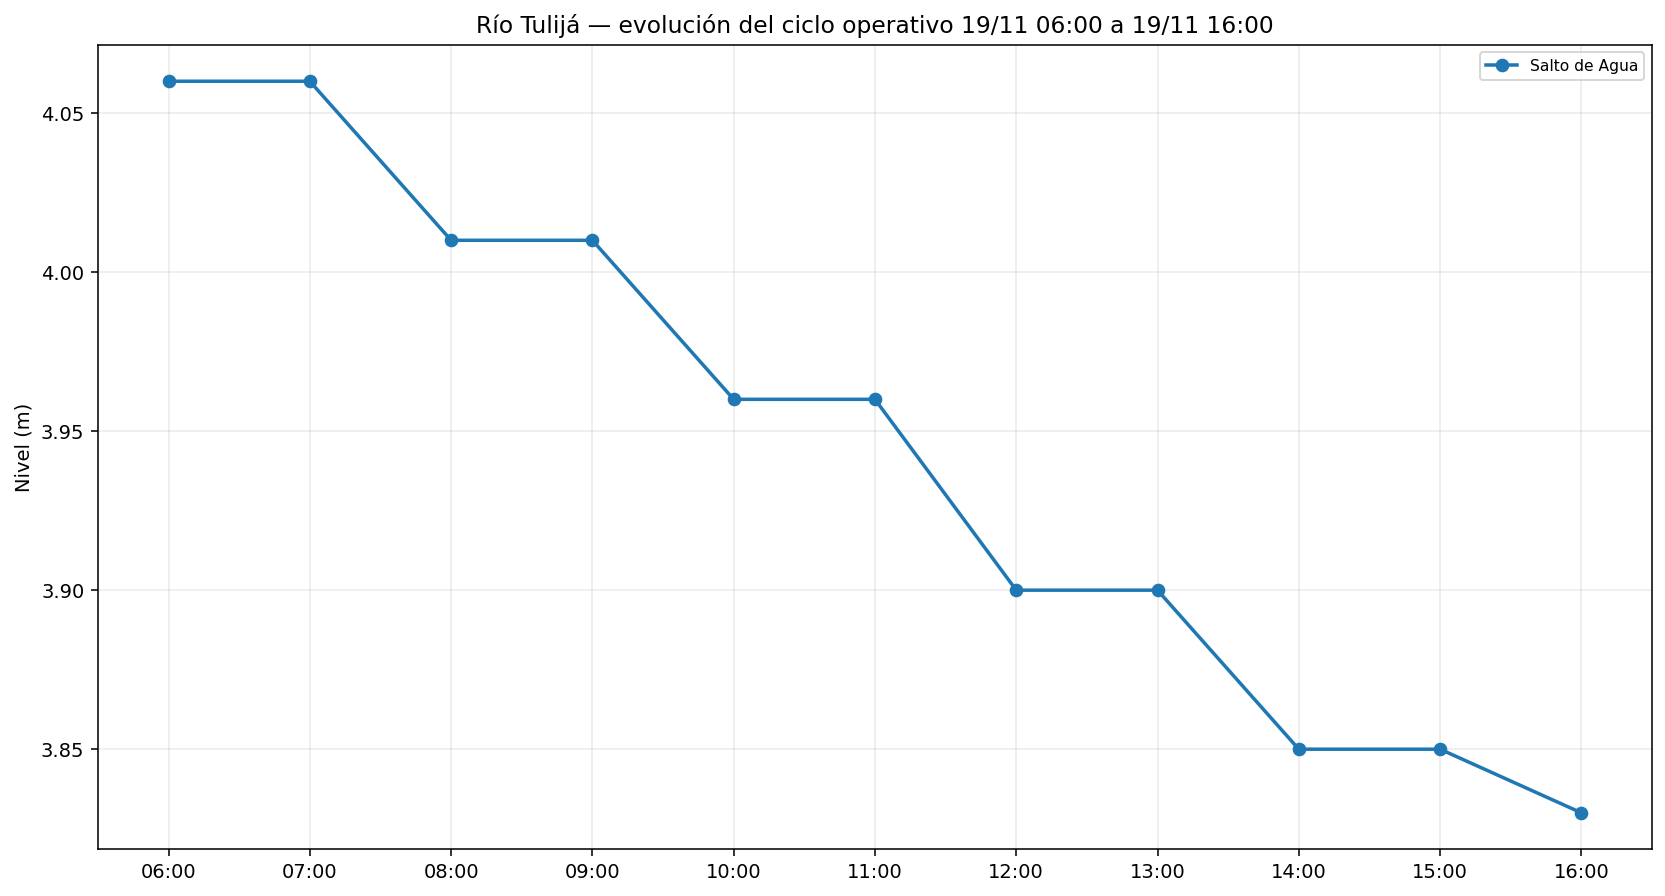 Río Tulijá — evolución del ciclo operativo 19/11 06:00 a 19/11 16:00
Salto de Agua
Nivel (m)
4.05
4.00
3.95
3.90
3.85
06:00 07:00 08:00 09:00 10:00 11:00 12:00 13:00 14:00 15:00 16:00